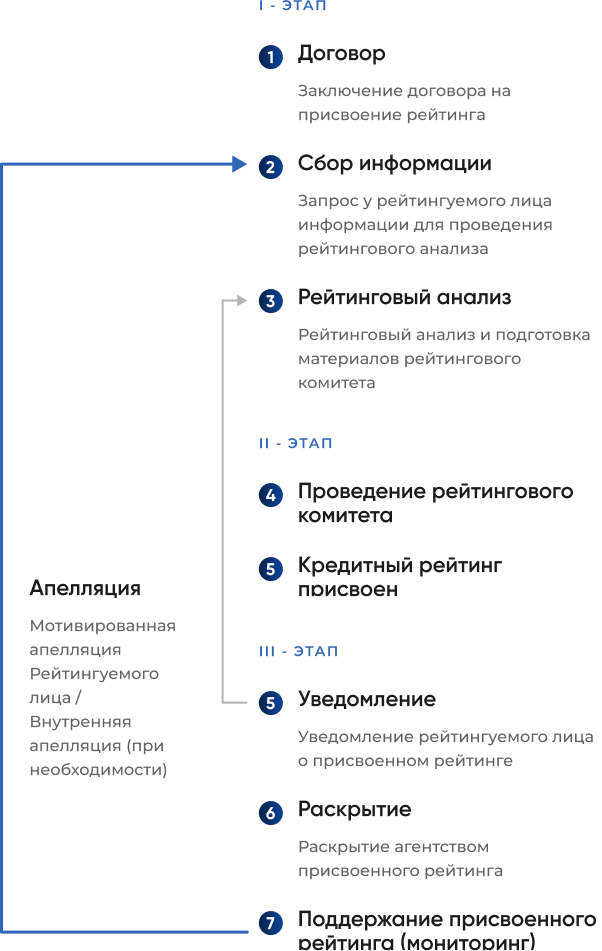 I - ЭТАП
1 Договор
Заключение договора на
присвоение рейтинга
2 Сбор информации
Запрос у рейтингуемого лица
информации для проведения
рейтингового анализа
3 Рейтинговый анализ
Рейтинговый анализ и подготовка
материалов рейтингового
комитета
II - ЭТАП
4 Проведение рейтингового
комитета
5 Кредитный рейтинг
присвоен
Апелляция
Мотивированная
апелляция
Рейтингуемого
лица /
Внутренняя
апелляция (при
необходимости)
III - ЭТАП
5 Уведомление
Уведомление рейтингуемого лица
о присвоенном рейтинге
6 Раскрытие
Раскрытие агентством
присвоенного рейтинга
7 Поддержание присвоенного
рейтинга (мониторинг)